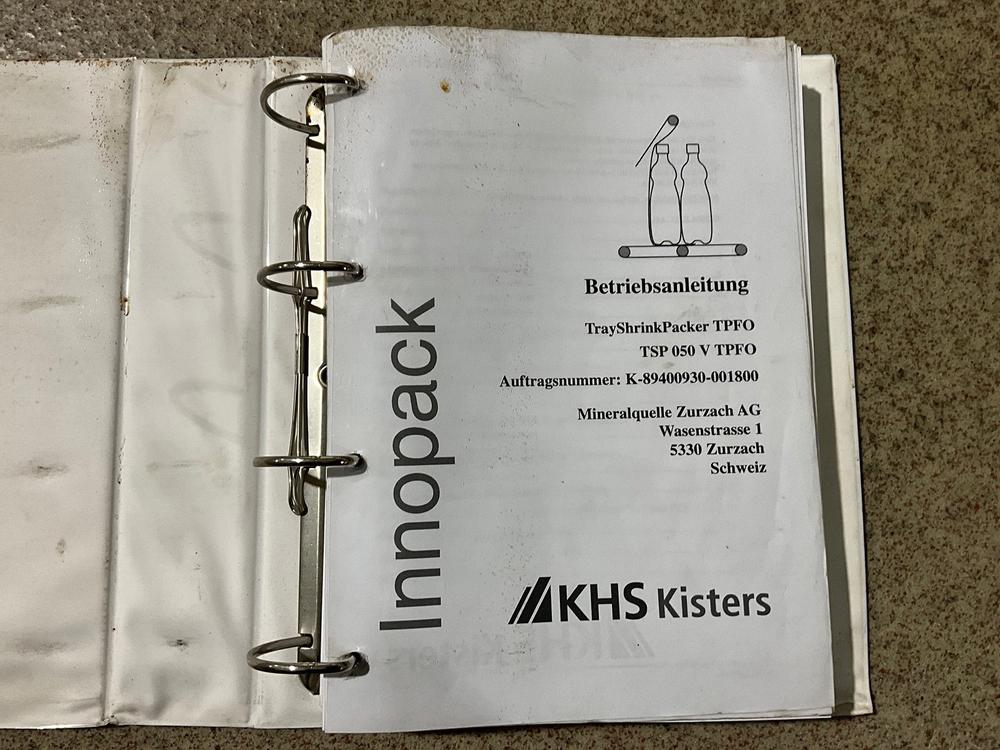 Innopack
Betriebsanleitung
TrayShrinkPacker TPFO
TSP 050 V TPFO
Auftragsnummer: K-89400930-001800
Mineralquelle Zurzach AG
Wasenstrasse 1
5330 Zurzach
Schweiz
KHS Kisters